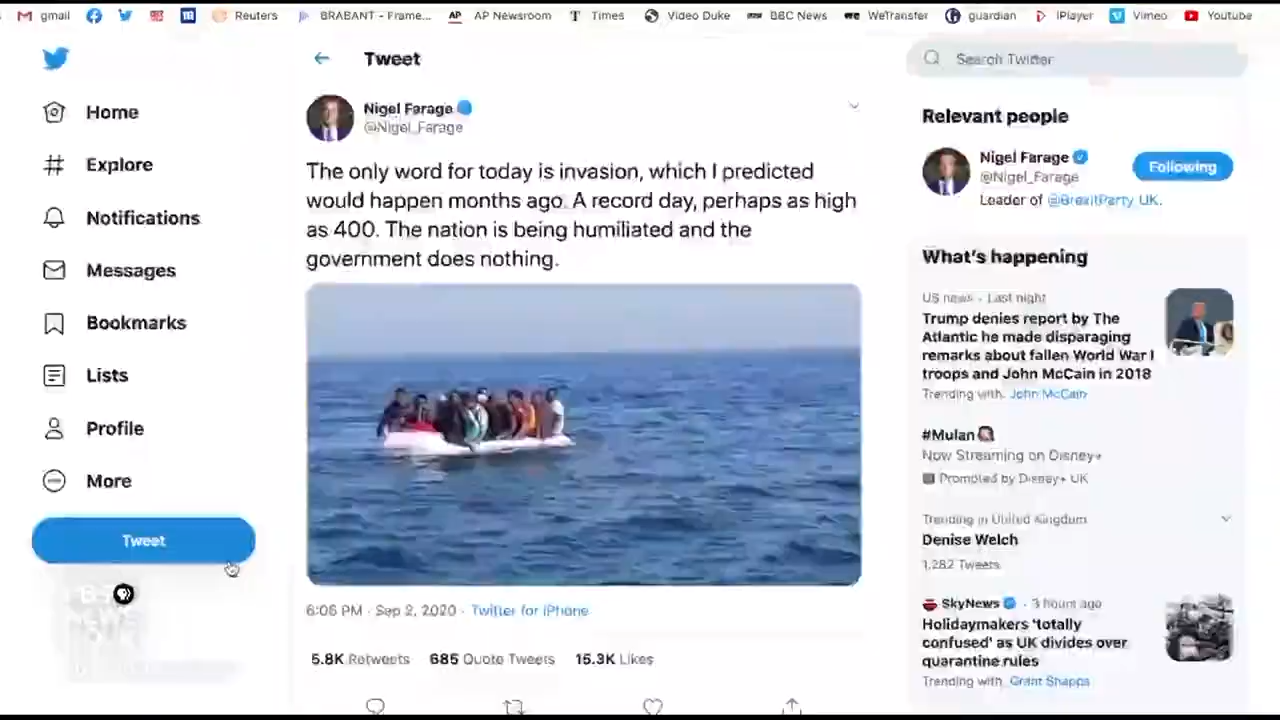 gmail
Reuters
BRABANT - Frame...
AP
AP Newsroom
T
Times
Video Duke
BBC News
we
WeTransfer
guardian
iPlayer
Vimeo
Youtube
Tweet
Search Twitter
Home
Explore
Notifications
Messages
Bookmarks
Lists
Profile
More
Tweet
Nigel Farage
@Nigel_Farage
The only word for today is invasion, which I predicted
would happen months ago. A record day, perhaps as high
as 400. The nation is being humiliated and the
government does nothing.
6:06 PM · Sep 2, 2020 · Twitter for iPhone
5.8K Retweets 685 Quote Tweets 15.3K Likes
Relevant people
Nigel Farage
@Nigel_Farage
Following
Leader of @BrexitParty_UK.
What's happening
US news · Last night
Trump denies report by The
Atlantic he made disparaging
remarks about fallen World War I
troops and John McCain in 2018
Trending with: John McCain
#Mulan
Now Streaming on Disney+
Promoted by Disney+ UK
Trending in United Kingdom
Denise Welch
1,282 Tweets
SkyNews · 3 hours ago
Holidaymakers 'totally
confused' as UK divides over
quarantine rules
Trending with: Grant Shapps